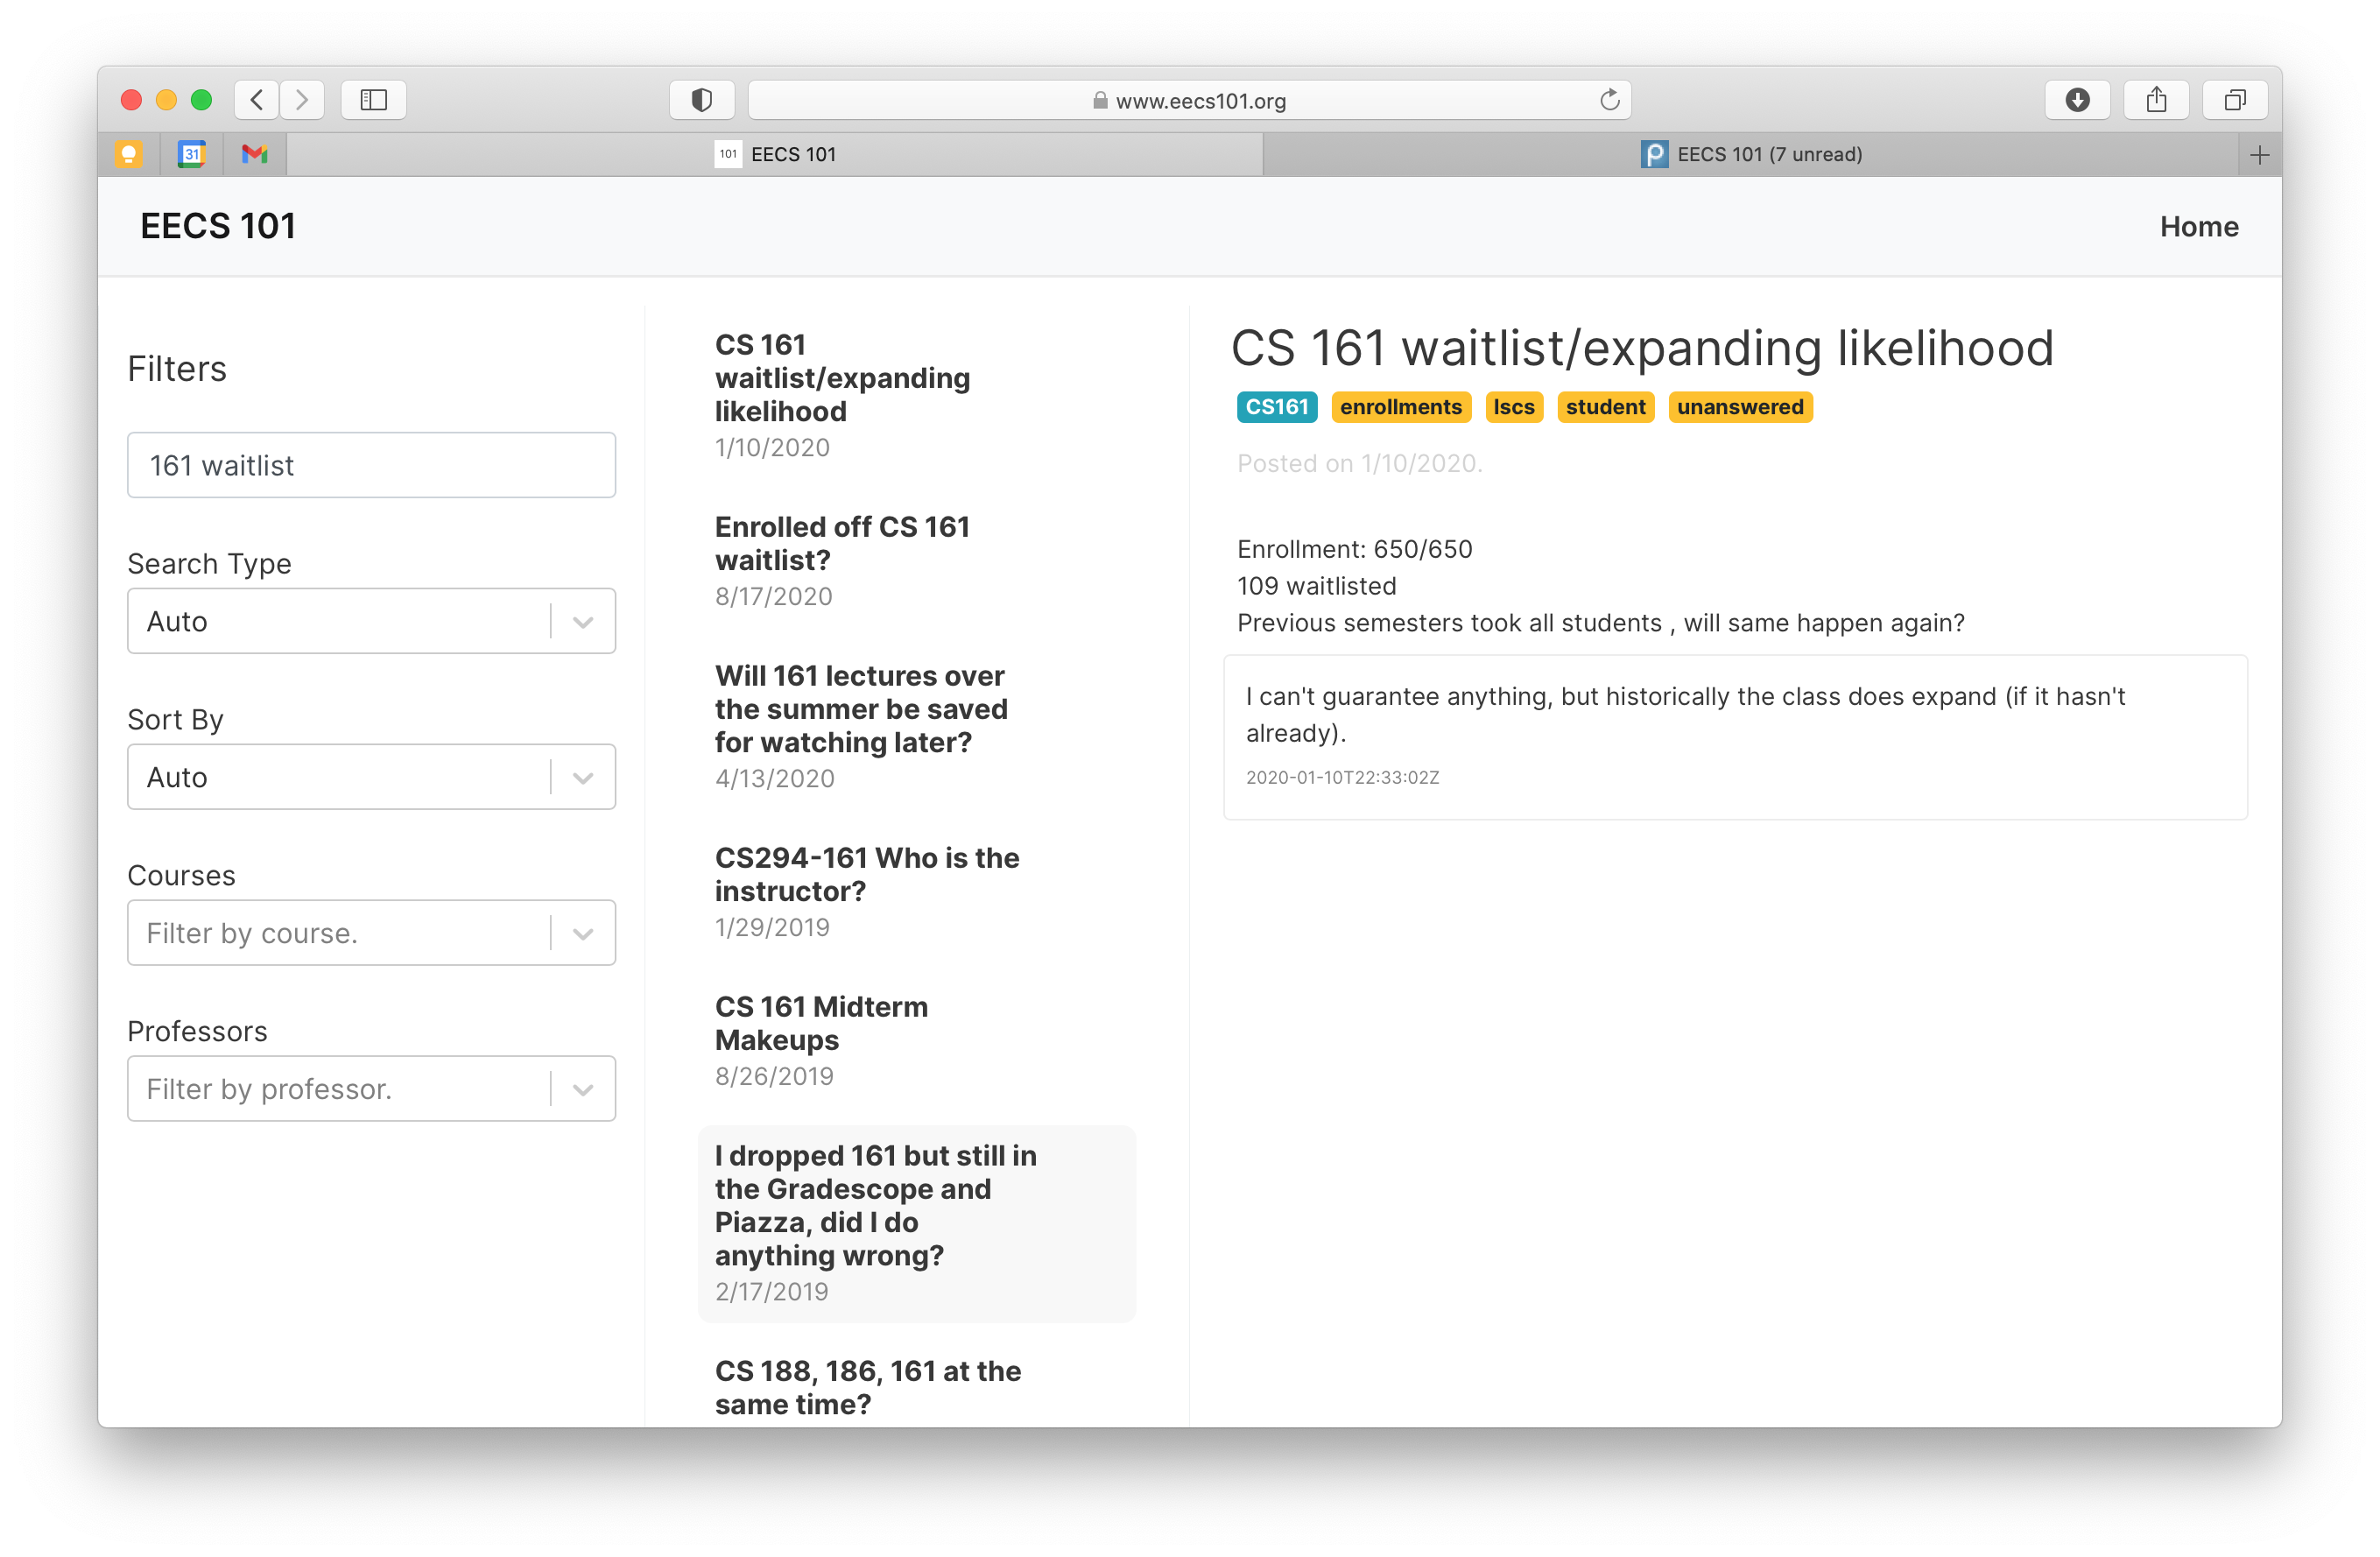 www.eecs101.org
31
101 EECS 101
EECS 101 (7 unread)
EECS 101
Home
Filters
161 waitlist
Search Type
Auto
Sort By
Auto
Courses
Filter by course.
Professors
Filter by professor.
CS 161
waitlist/expanding
likelihood
1/10/2020
Enrolled off CS 161
waitlist?
8/17/2020
Will 161 lectures over
the summer be saved
for watching later?
4/13/2020
CS294-161 Who is the
instructor?
1/29/2019
CS 161 Midterm
Makeups
8/26/2019
I dropped 161 but still in
the Gradescope and
Piazza, did I do
anything wrong?
2/17/2019
CS 188, 186, 161 at the
same time?
CS 161 waitlist/expanding likelihood
CS161 enrollments lscs student unanswered
Posted on 1/10/2020.
Enrollment: 650/650
109 waitlisted
Previous semesters took all students , will same happen again?
I can't guarantee anything, but historically the class does expand (if it hasn't
already).
2020-01-10T22:33:02Z